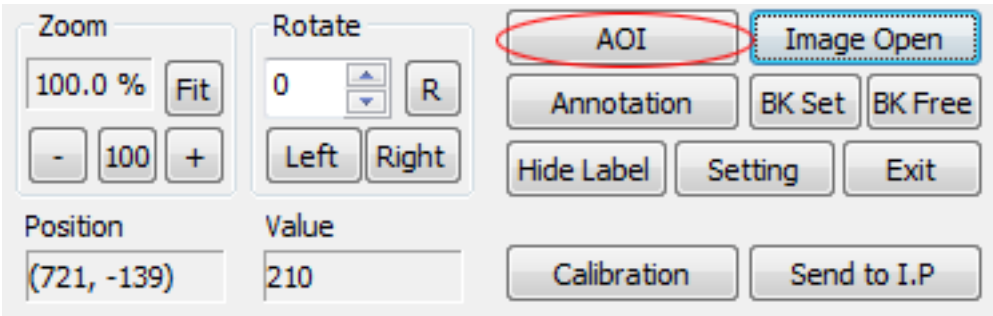 Zoom
Rotate
AOI
Image Open
100.0 %
Fit
0
R
Annotation
BK Set
BK Free
-
100
+
Left
Right
Hide Label
Setting
Exit
Position
Value
(721, -139)
210
Calibration
Send to I.P